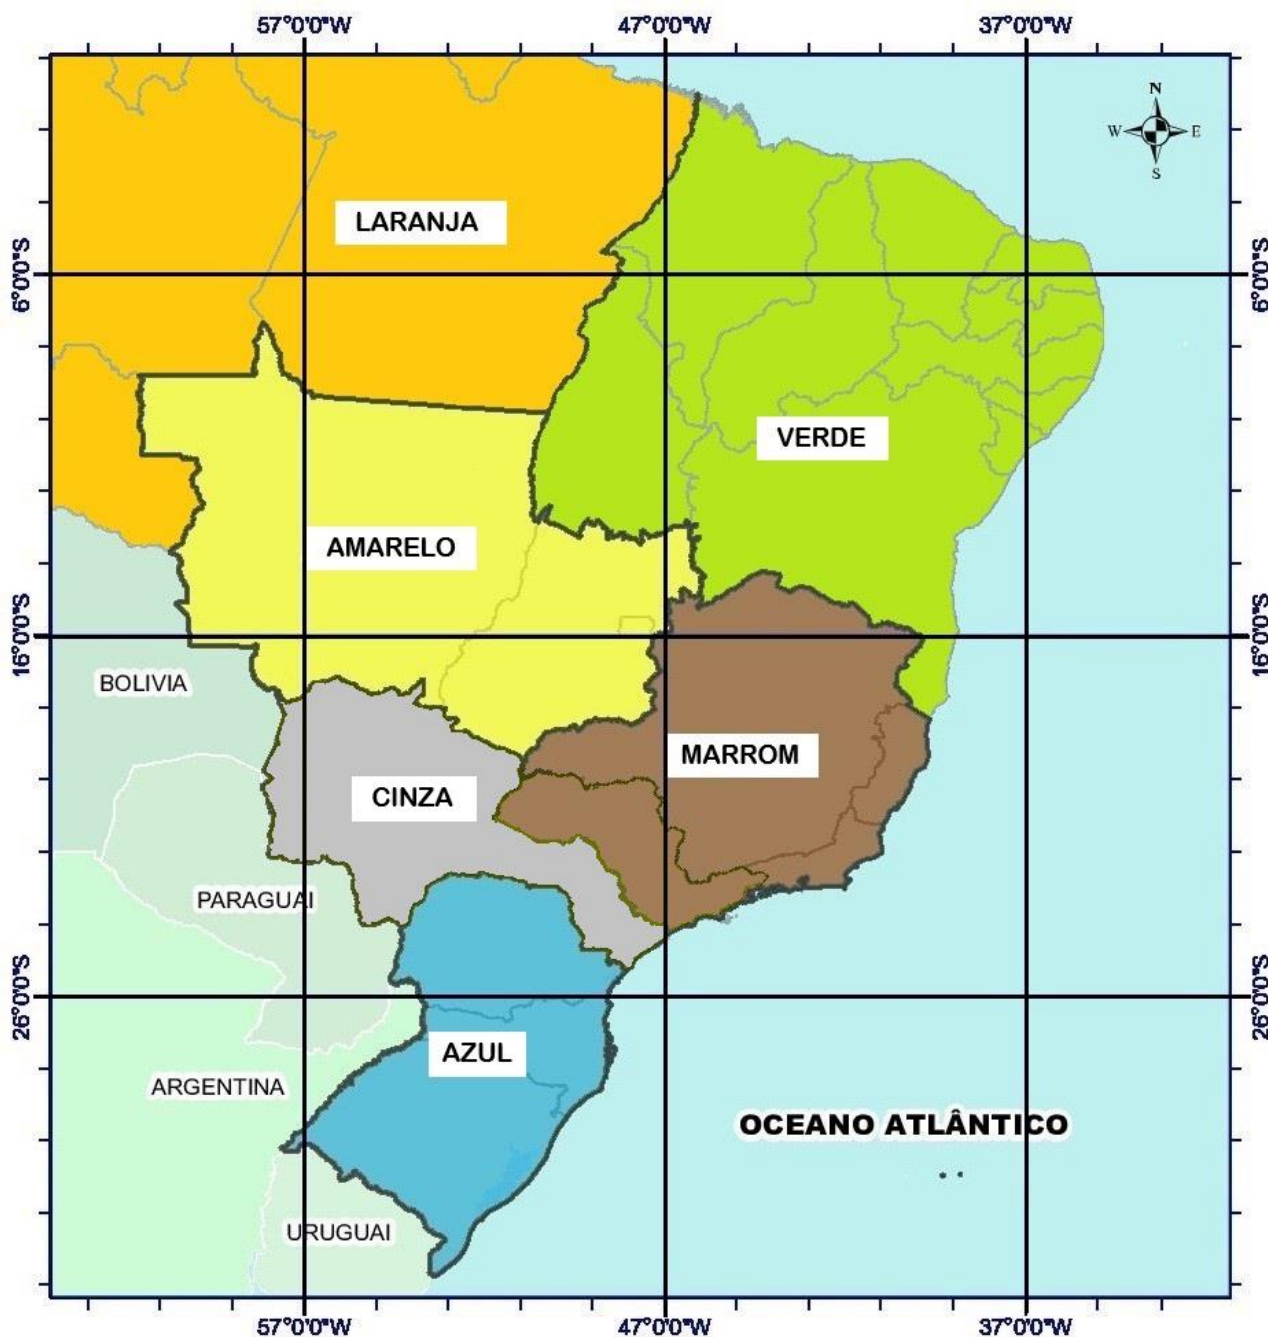 57°0'0"W
47°0'0"W
37°0'0"W
N
W
E
S
LARANJA
6°0'0"S
6°0'0"S
VERDE
AMARELO
16°0'0"S
16°0'0"S
BOLIVIA
MARROM
CINZA
PARAGUAI
26°0'0"S
26°0'0"S
AZUL
ARGENTINA
OCEANO ATLÂNTICO
URUGUAI
57°0'0"W
47°0'0"W
37°0'0"W